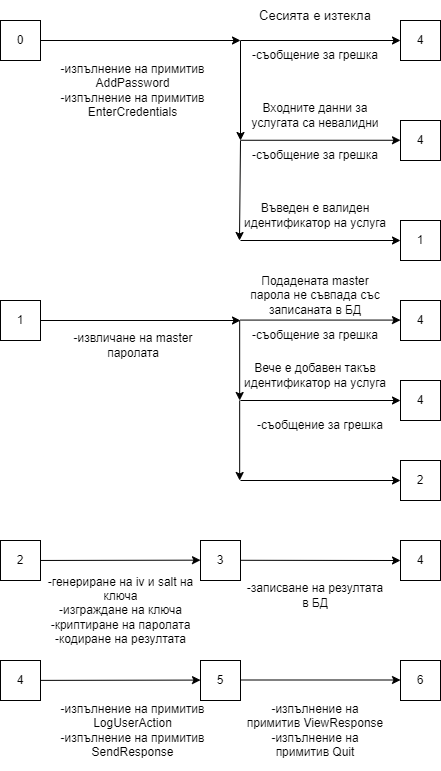 Сесията е изтекла
0
4
-изпълнение на примитив
AddPassword
-изпълнение на примитив
EnterCredentials
-съобщение за грешка
Входните данни за
услугата са невалидни
4
-съобщение за грешка
Въведен е валиден
идентификатор на услуга
1
Подадената master
парола не съвпада със
записаната в БД
1
4
-извличане на master
паролата
-съобщение за грешка
Вече е добавен такъв
идентификатор на услуга
4
-съобщение за грешка
2
2
3
4
-генериране на iv и salt на
ключа
-изграждане на ключа
-криптиране на паролата
-кодиране на резултата
-записване на резултата
в БД
4
5
6
-изпълнение на примитив
LogUserAction
-изпълнение на примитив
SendResponse
-изпълнение на
примитив ViewResponse
-изпълнение на
примитив Quit